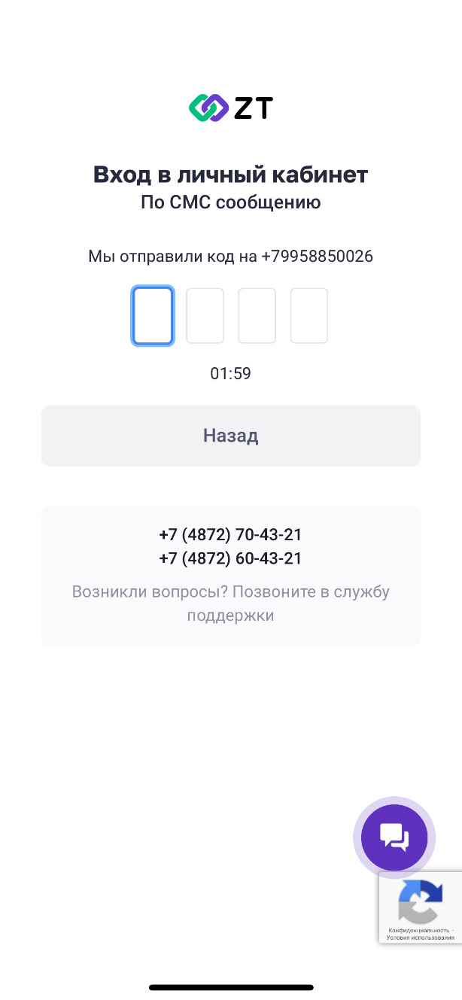 ZT
Вход в личный кабинет
По СМС сообщению
Мы отправили код на +79958850026
01:59
Назад
+7 (4872) 70-43-21
+7 (4872) 60-43-21
Возникли вопросы? Позвоните в службу
поддержки
Конфиденциальность -
Условия использования